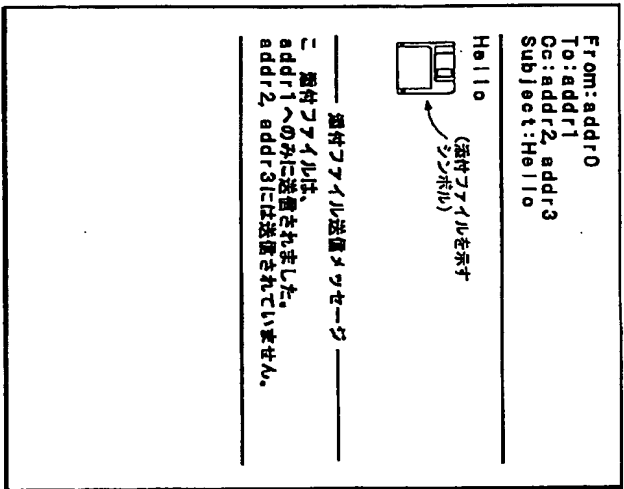 From:addr0
To:addr1
Cc:addr2, addr3
Subject:Hello
Hello
(添付ファイルを示す
シンボル)
添付ファイル送信メッセージ
添付ファイルは、
addr1へのみに送信されました。
addr2, addr3には送信されていません。